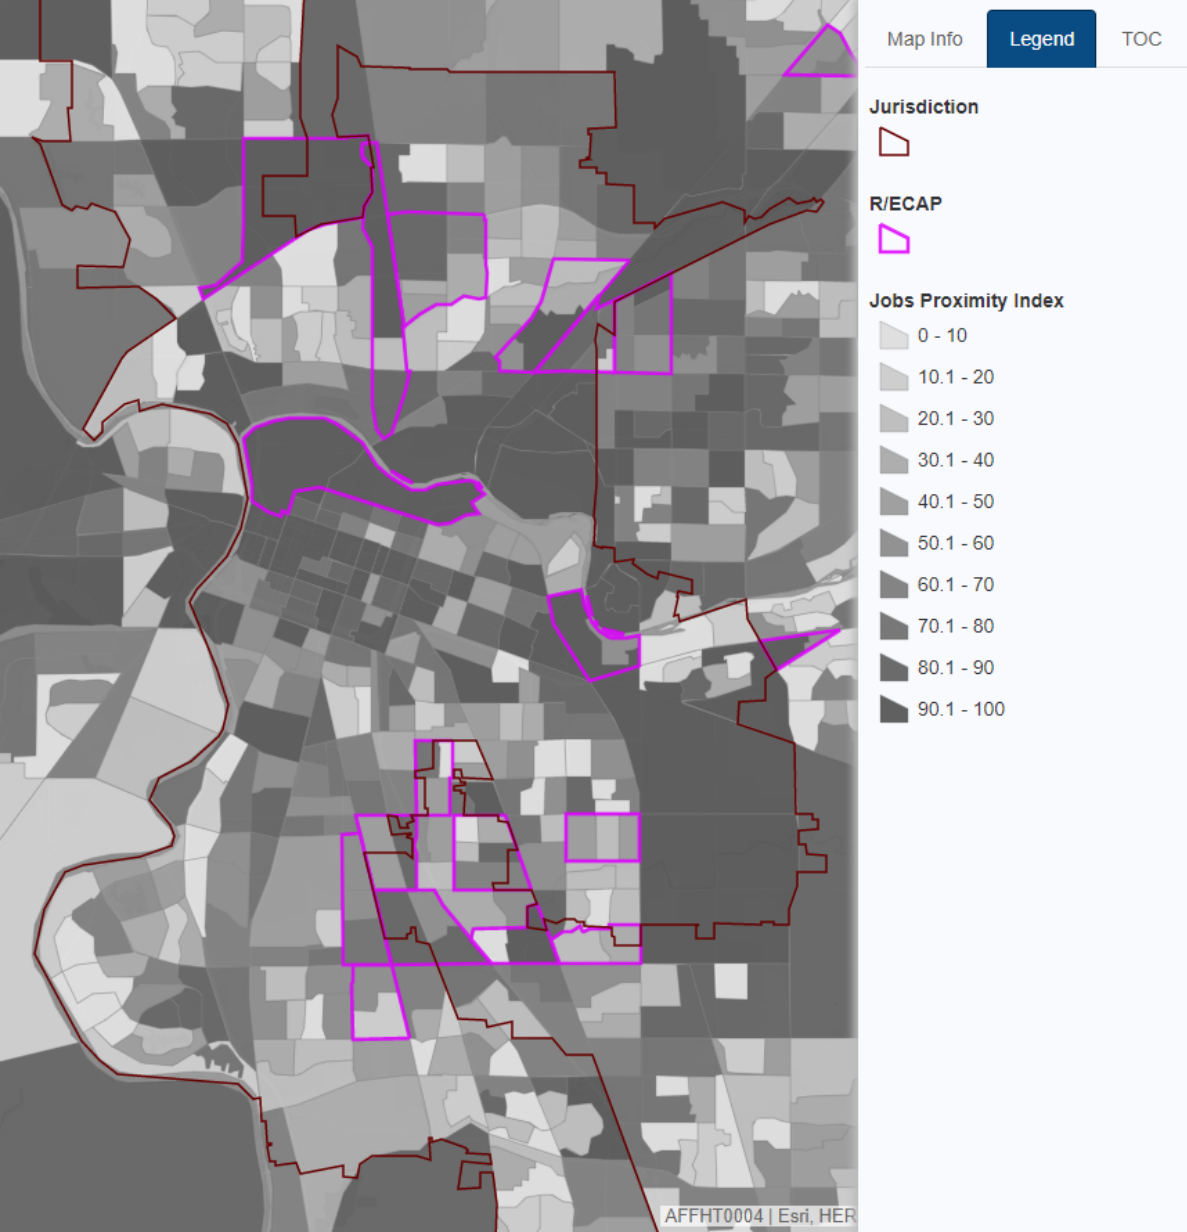 Map Info Legend TOC
Jurisdiction
R/ECAP
Jobs Proximity Index
0 - 10
10.1 - 20
20.1 - 30
30.1 - 40
40.1 - 50
50.1 - 60
60.1 - 70
70.1 - 80
80.1 - 90
90.1 - 100
AFFHT0004 | Esri, HER